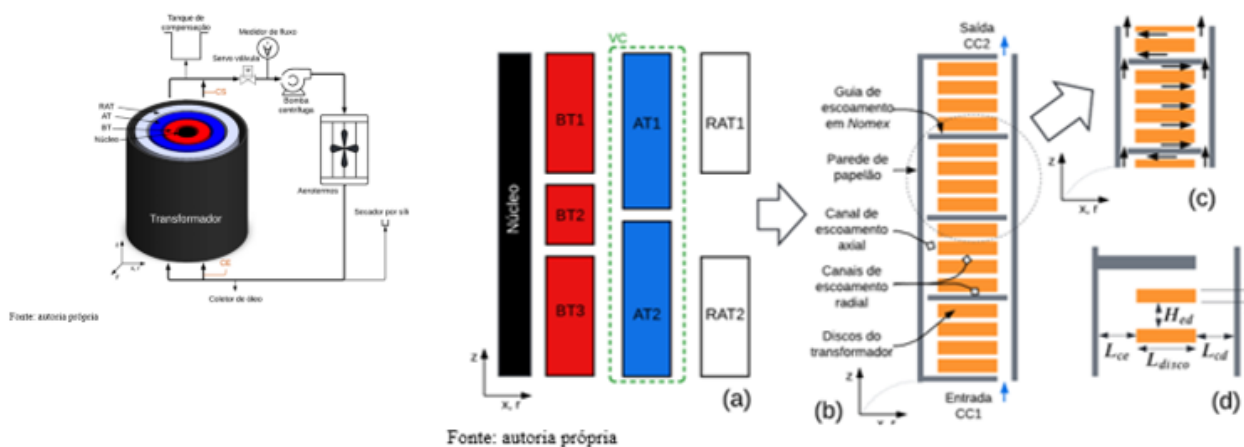 Tanque de
compensação
Medidor de
fluxo
Servo válvula
CS
Bomba
centrífuga
RAT
AT
BT
Núcleo
Aerotermos
Transformador
Secador por síl
z
x, r
CE
Coletor de óleo
Fonte: autoria própria
VC
Núcleo
BT1
BT2
BT3
AT1
AT2
RAT1
RAT2
z
x, r
(a)
Fonte: autoria própria
Saída
CC2
Guia de
escoamento
em Nomex
Parede de
papelão
Canal de
escoamento
axial
Canais de
escoamento
radial
Discos do
transformador
z
(b)
Entrada
CC1
z
x, r
(c)
H_ed
L_ce
L_disco
L_cd
(d)